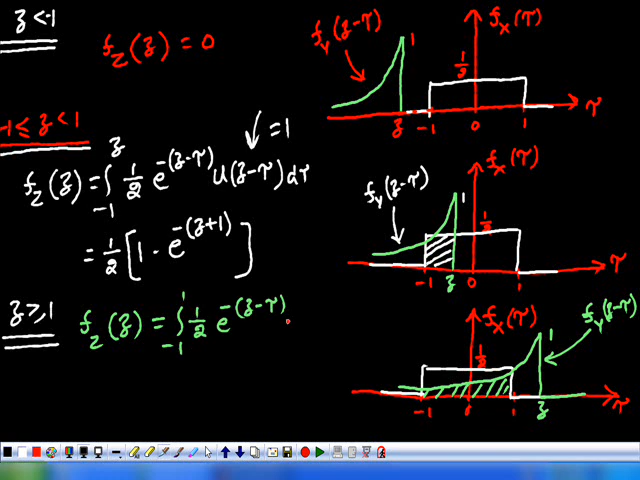 z < -1
f_Z(z) = 0
-1 ≤ z < 1
= 1
f_Z(z) = ∫_{-1}^{z} 1/2 e^{-(z-τ)} u(z-τ) dτ
= 1/2 [1 - e^{-(z+1)}]
z ≥ 1
f_Z(z) = ∫_{-1}^{1} 1/2 e^{-(z-τ)}
f_Y(z-τ) 1 1/2 f_X(τ)
z -1 0 1 τ
f_Y(z-τ) 1 1/2 f_X(τ)
-1 z 0 1 τ
f_X(τ) 1/2 1 f_Y(z-τ)
-1 0 1 z τ